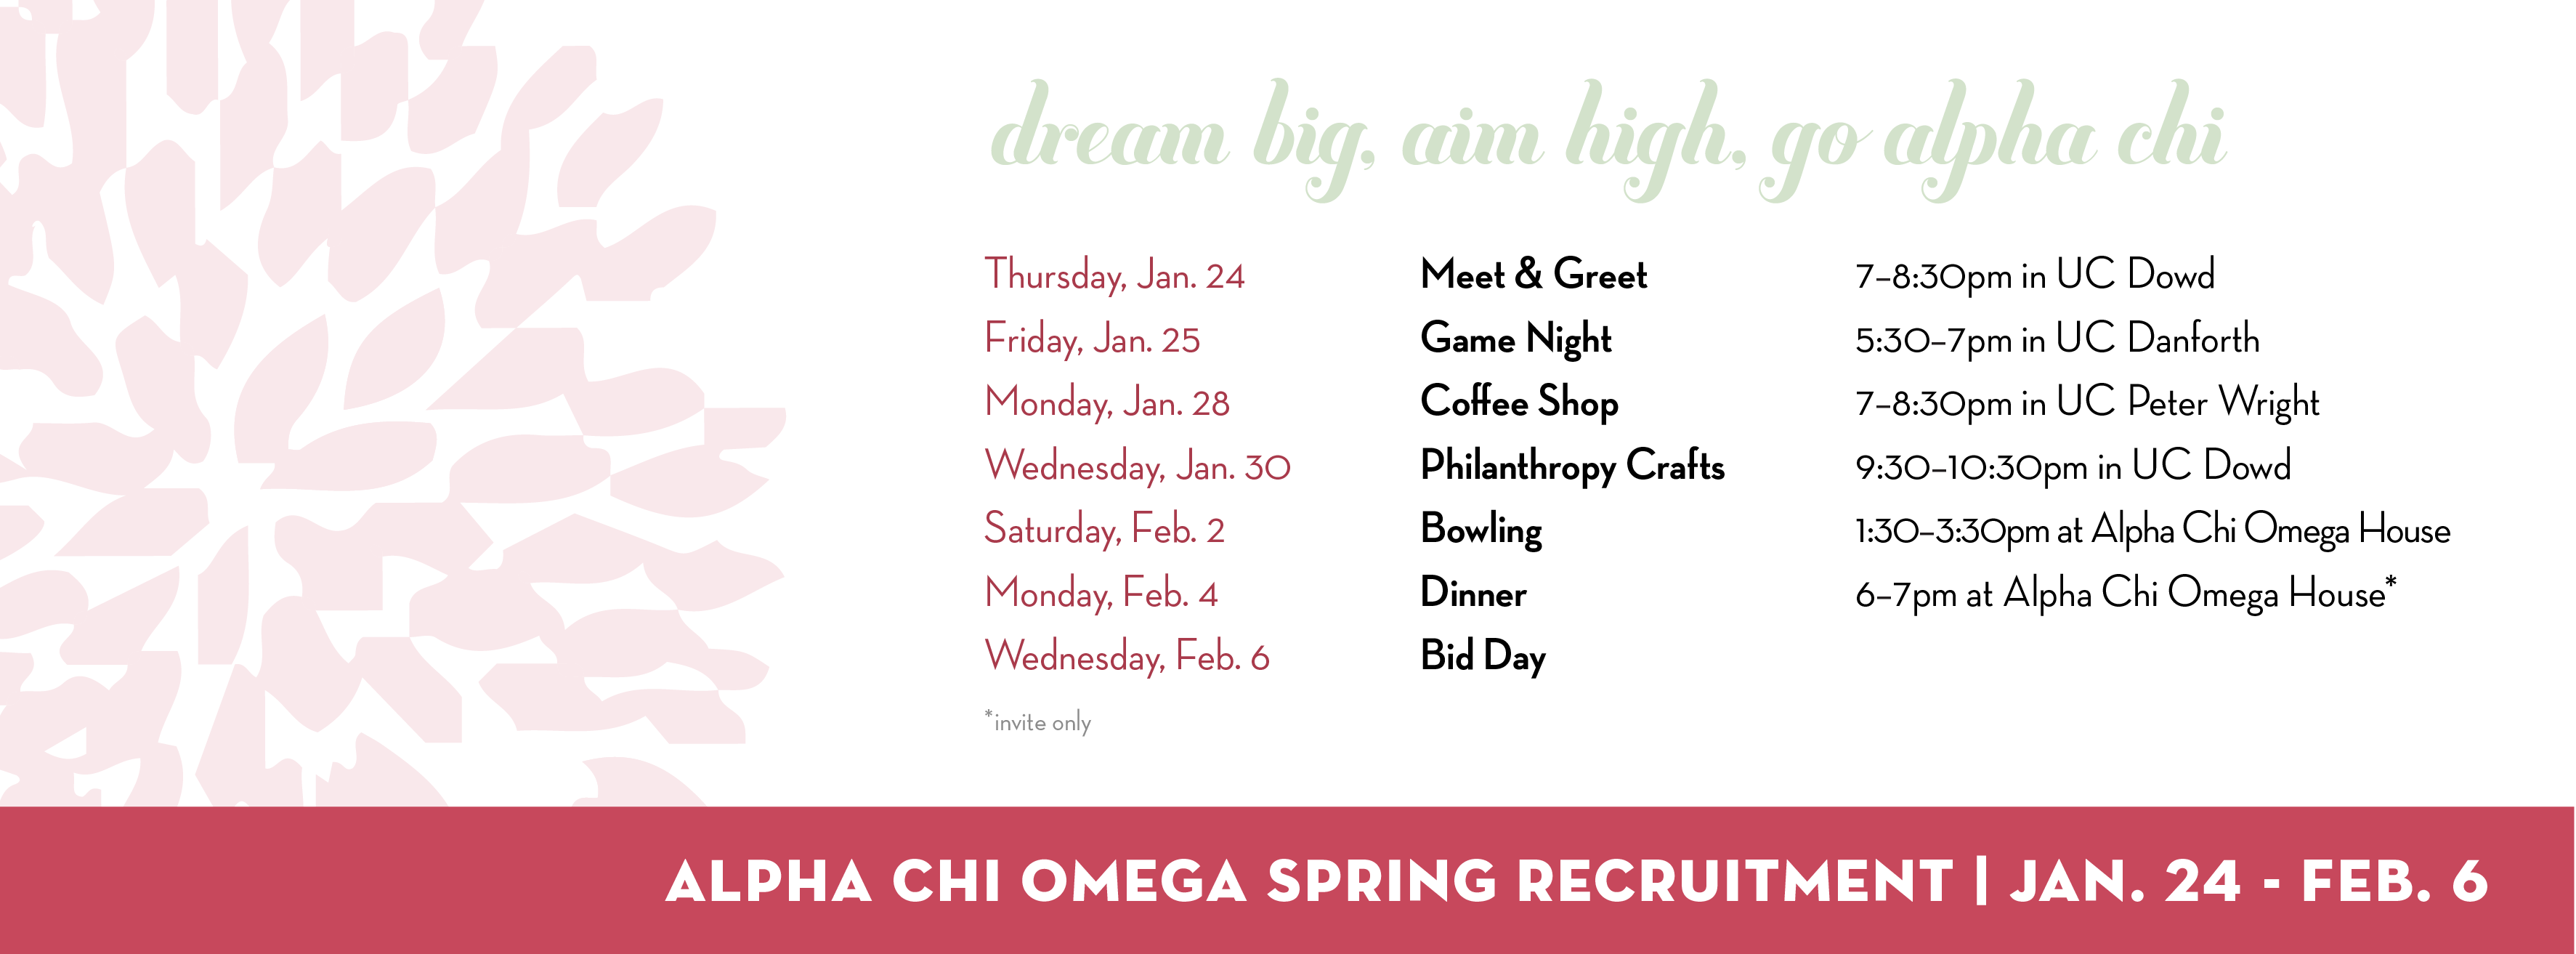 dream big, aim high, go alpha chi
Thursday, Jan. 24 Meet & Greet 7–8:30pm in UC Dowd
Friday, Jan. 25 Game Night 5:30–7pm in UC Danforth
Monday, Jan. 28 Coffee Shop 7–8:30pm in UC Peter Wright
Wednesday, Jan. 30 Philanthropy Crafts 9:30–10:30pm in UC Dowd
Saturday, Feb. 2 Bowling 1:30–3:30pm at Alpha Chi Omega House
Monday, Feb. 4 Dinner 6–7pm at Alpha Chi Omega House*
Wednesday, Feb. 6 Bid Day
*invite only
ALPHA CHI OMEGA SPRING RECRUITMENT | JAN. 24 - FEB. 6